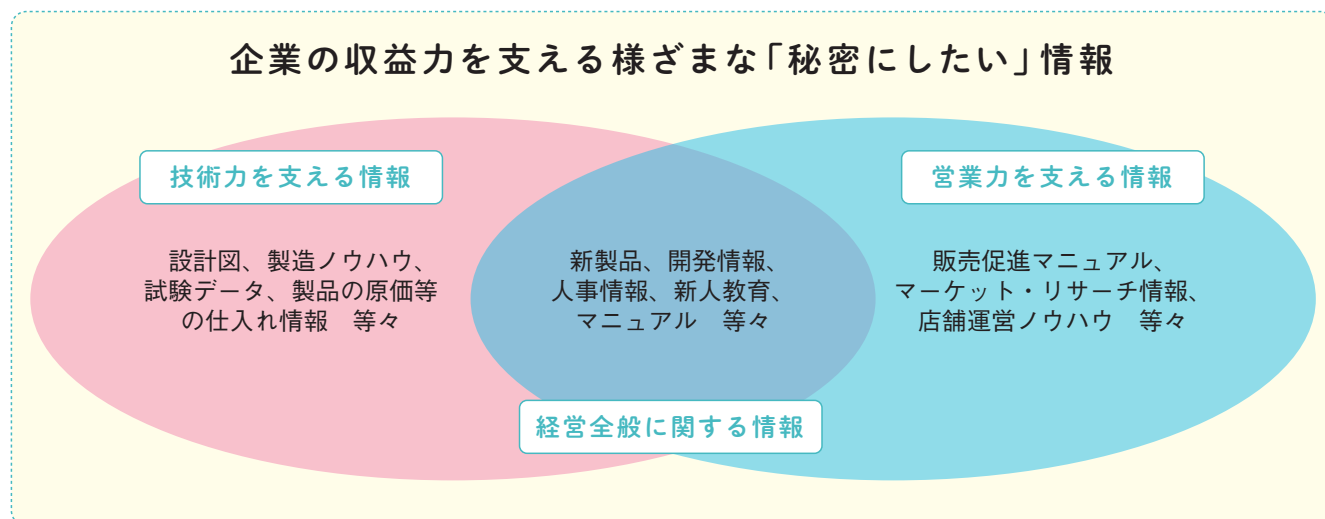 企業の収益力を支える様ざまな「秘密にしたい」情報
技術力を支える情報
設計図、製造ノウハウ、
試験データ、製品の原価等
の仕入れ情報　等々
新製品、開発情報、
人事情報、新人教育、
マニュアル　等々
経営全般に関する情報
営業力を支える情報
販売促進マニュアル、
マーケット・リサーチ情報、
店舗運営ノウハウ　等々